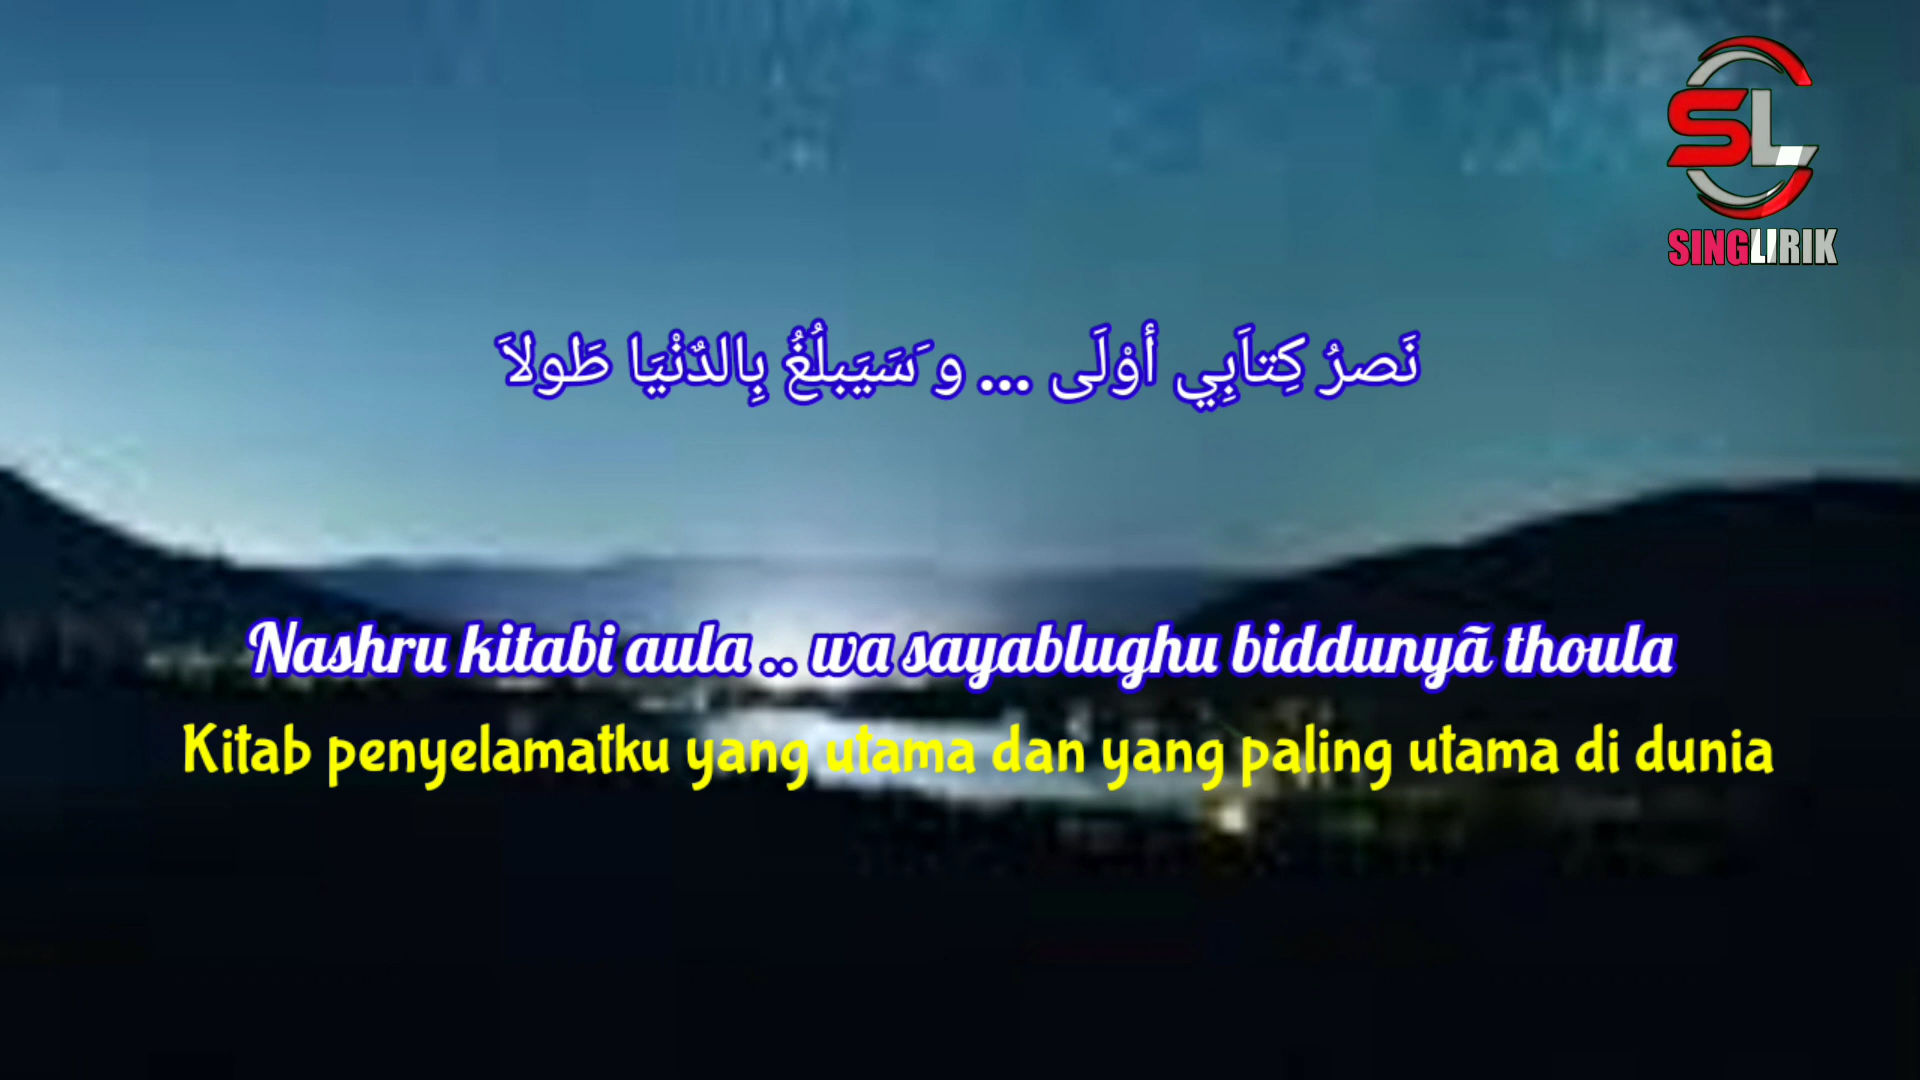 SL
SINGLIRIK
نَصرُ كِتاَبِي أوْلَى ... وَسَيَبلُغُ بِالدٌنْيَا طَولاَ
Nashru kitabi aula .. wa sayablughu biddunyã thoula
Kitab penyelamatku yang utama dan yang paling utama di dunia